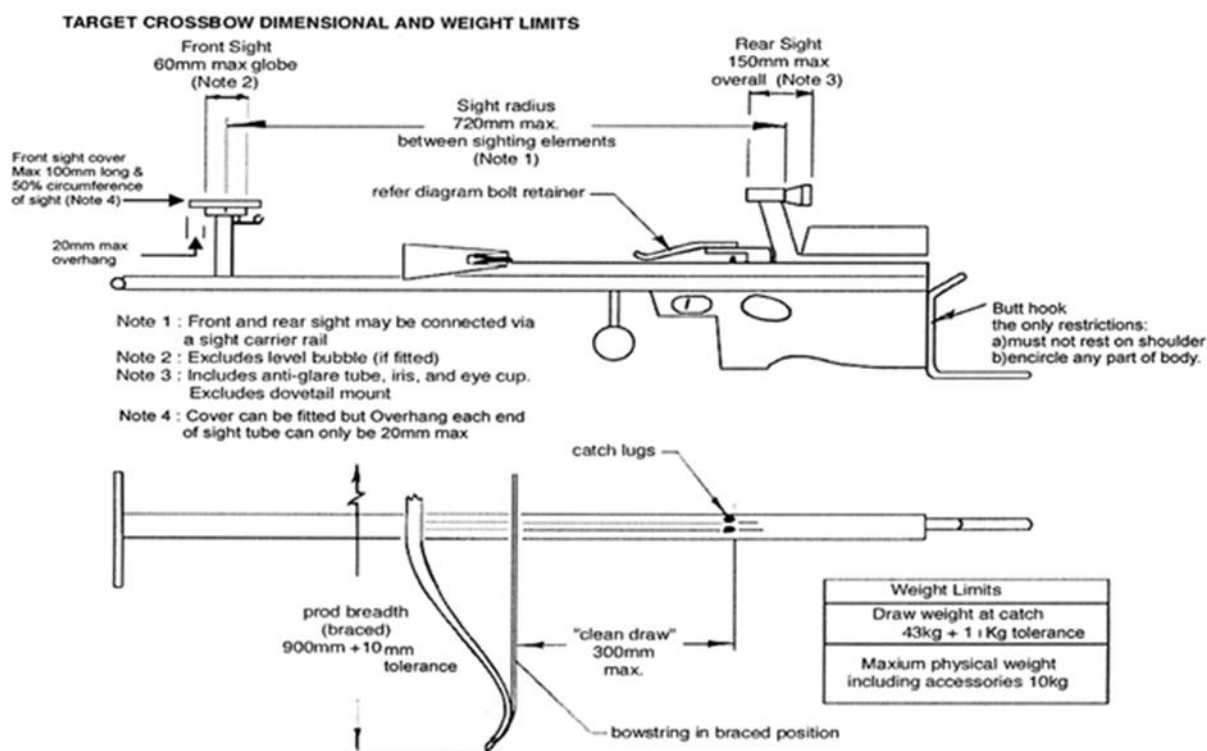 TARGET CROSSBOW DIMENSIONAL AND WEIGHT LIMITS
Front Sight
60mm max globe
(Note 2)
Rear Sight
150mm max
overall (Note 3)
Sight radius
720mm max.
between sighting elements
(Note 1)
Front sight cover
Max 100mm long &
50% circumference
of sight (Note 4)
refer diagram bolt retainer
20mm max
overhang
Note 1 : Front and rear sight may be connected via
a sight carrier rail
Note 2 : Excludes level bubble (if fitted)
Note 3 : Includes anti-glare tube, iris, and eye cup.
Excludes dovetail mount
Note 4 : Cover can be fitted but Overhang each end
of sight tube can only be 20mm max
Butt hook
the only restrictions:
a)must not rest on shoulder
b)encircle any part of body.
catch lugs
prod breadth
(braced)
900mm +10mm
tolerance
"clean draw"
300mm
max.
bowstring in braced position
Weight Limits
Draw weight at catch
43kg + 1 Kg tolerance
Maxium physical weight
including accessories 10kg